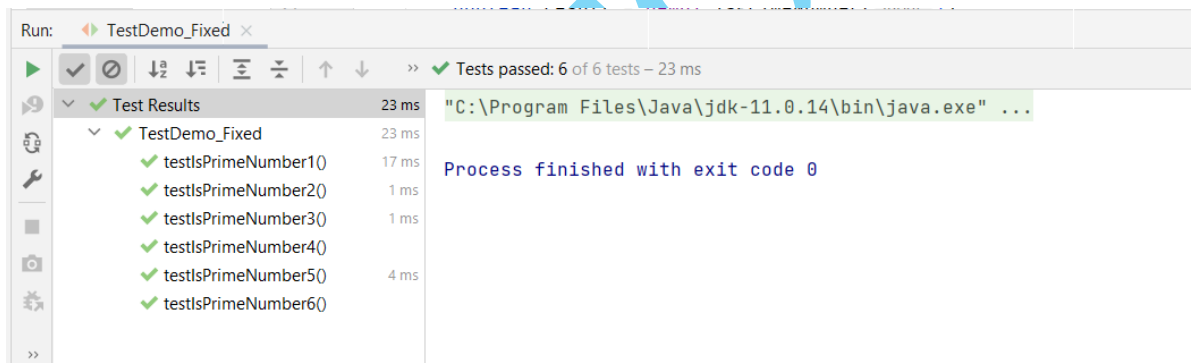 Run: TestDemo_Fixed ×
Tests passed: 6 of 6 tests – 23 ms
Test Results 23 ms
TestDemo_Fixed 23 ms
testIsPrimeNumber1() 17 ms
testIsPrimeNumber2() 1 ms
testIsPrimeNumber3() 1 ms
testIsPrimeNumber4()
testIsPrimeNumber5() 4 ms
testIsPrimeNumber6()
"C:\Program Files\Java\jdk-11.0.14\bin\java.exe" ...
Process finished with exit code 0